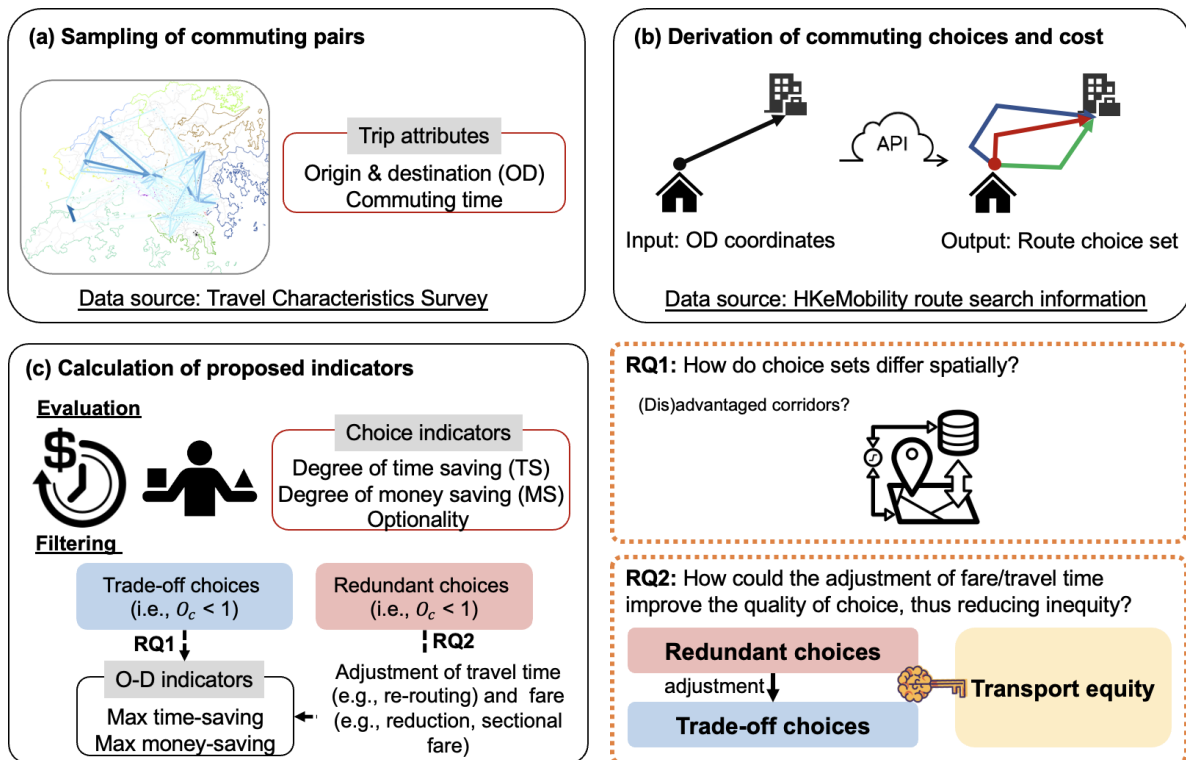 (a) Sampling of commuting pairs
Trip attributes
Origin & destination (OD)
Commuting time
Data source: Travel Characteristics Survey
(b) Derivation of commuting choices and cost
API
Input: OD coordinates
Output: Route choice set
Data source: HKeMobility route search information
(c) Calculation of proposed indicators
Evaluation
$
Choice indicators
Degree of time saving (TS)
Degree of money saving (MS)
Optionality
Filtering
Trade-off choices
(i.e., O_c < 1)
Redundant choices
(i.e., O_c < 1)
RQ1
RQ2
O-D indicators
Max time-saving
Max money-saving
Adjustment of travel time
(e.g., re-routing) and fare
(e.g., reduction, sectional
fare)
RQ1: How do choice sets differ spatially?
(Dis)advantaged corridors?
RQ2: How could the adjustment of fare/travel time
improve the quality of choice, thus reducing inequity?
Redundant choices
adjustment
Trade-off choices
Transport equity